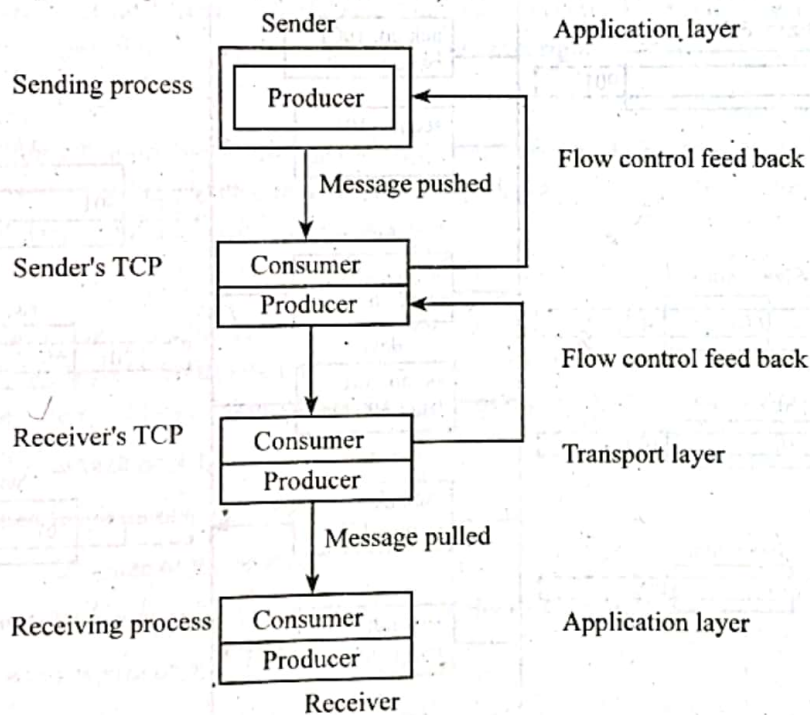 Sender
Application layer
Sending process
Producer
Flow control feed back
Message pushed
Sender's TCP
Consumer
Producer
Flow control feed back
Receiver's TCP
Consumer
Transport layer
Producer
Message pulled
Receiving process
Consumer
Application layer
Producer
Receiver